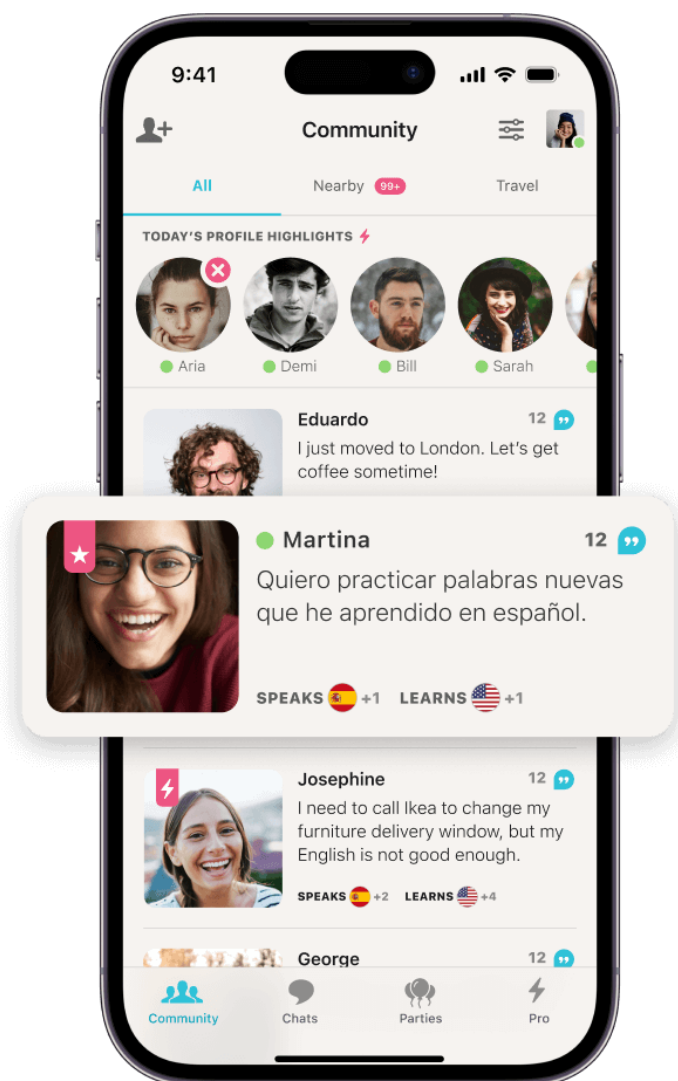 9:41
Community
All
Nearby 99+
Travel
TODAY'S PROFILE HIGHLIGHTS
Aria
Demi
Bill
Sarah
Eduardo
12
I just moved to London. Let's get
coffee sometime!
Martina
12
Quiero practicar palabras nuevas
que he aprendido en español.
SPEAKS +1 LEARNS +1
Josephine
12
I need to call Ikea to change my
furniture delivery window, but my
English is not good enough.
SPEAKS +2 LEARNS +4
George
12
Community
Chats
Parties
Pro